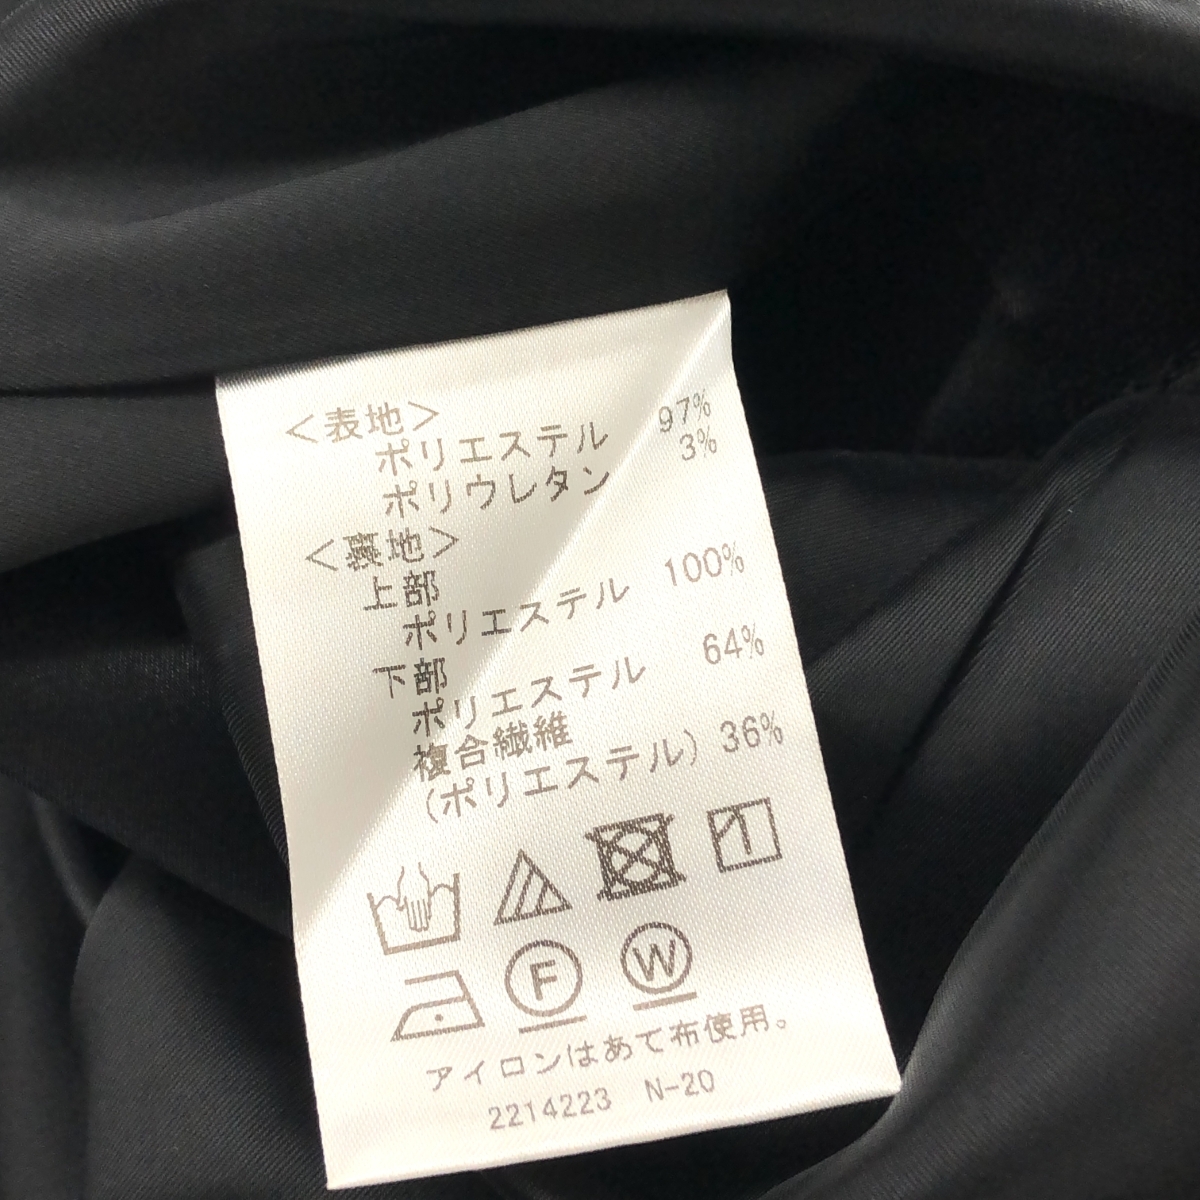 <表地>
ポリエステル 97%
ポリウレタン 3%
<裏地>
上部
ポリエステル 100%
下部
ポリエステル 64%
複合繊維
(ポリエステル) 36%
F W
アイロンはあて布使用。
2214223 N-20